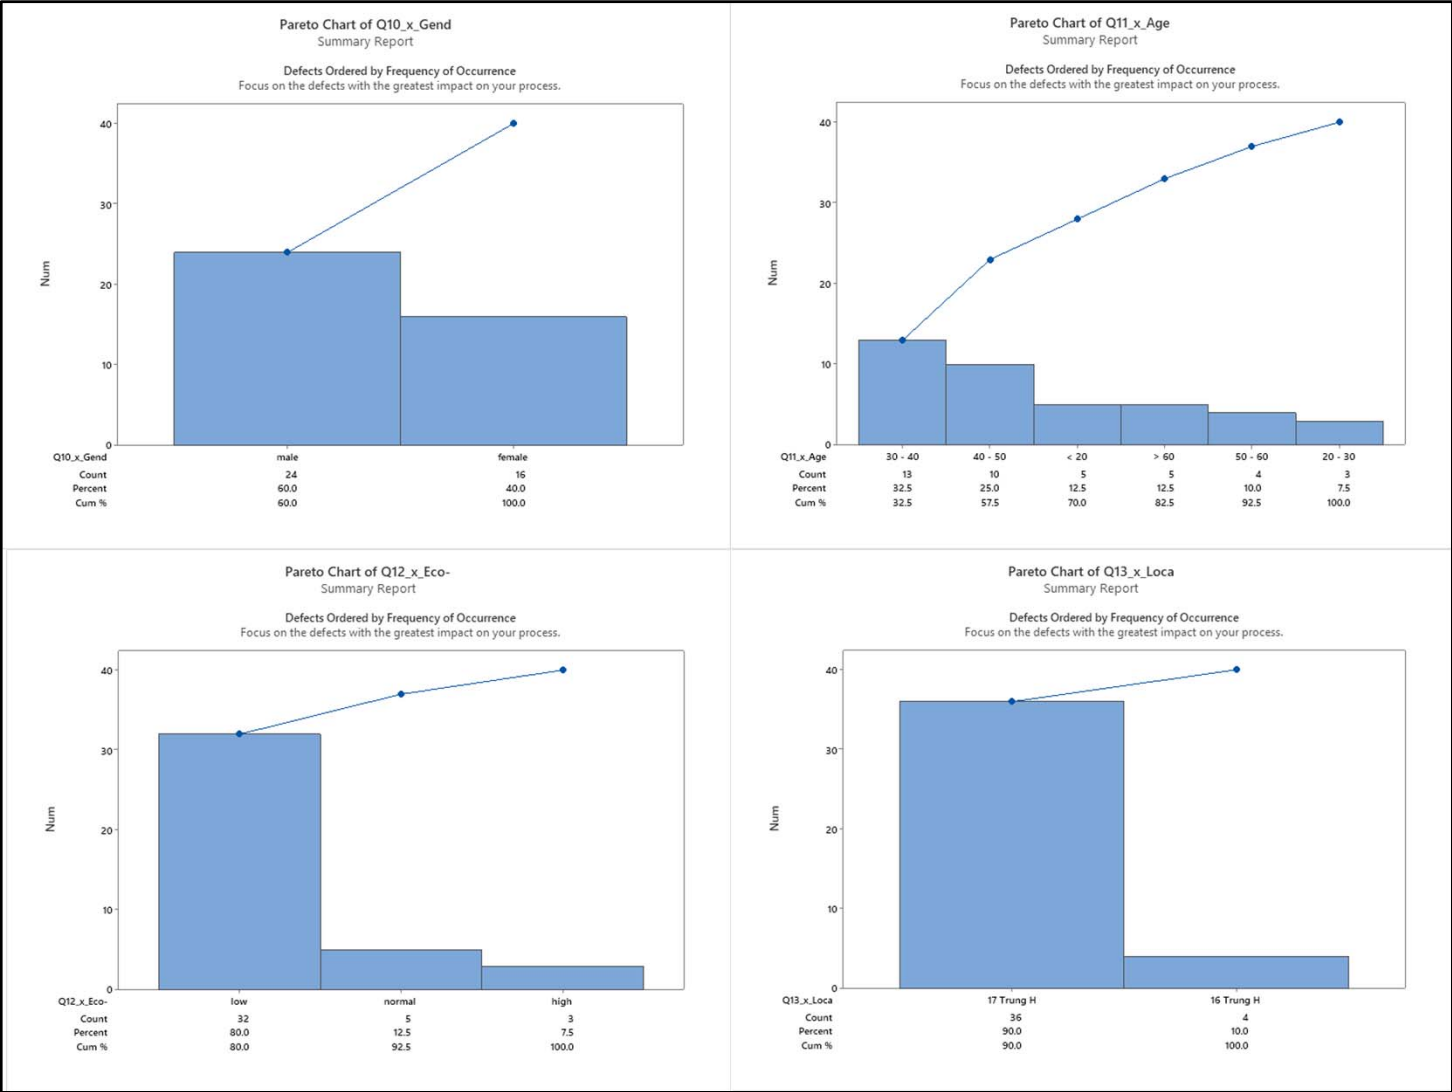 Pareto Chart of Q10_x_Gend
Summary Report
Defects Ordered by Frequency of Occurrence
Focus on the defects with the greatest impact on your process.
40
30
20
10
0
Num
Q10_x_Gend male female
Count 24 16
Percent 60.0 40.0
Cum % 60.0 100.0
Pareto Chart of Q11_x_Age
Summary Report
Defects Ordered by Frequency of Occurrence
Focus on the defects with the greatest impact on your process.
40
30
20
10
0
Num
Q11_x_Age 30 - 40 40 - 50 < 20 > 60 50 - 60 20 - 30
Count 13 10 5 5 4 3
Percent 32.5 25.0 12.5 12.5 10.0 7.5
Cum % 32.5 57.5 70.0 82.5 92.5 100.0
Pareto Chart of Q12_x_Eco-
Summary Report
Defects Ordered by Frequency of Occurrence
Focus on the defects with the greatest impact on your process.
40
30
20
10
0
Num
Q12_x_Eco- low normal high
Count 32 5 3
Percent 80.0 12.5 7.5
Cum % 80.0 92.5 100.0
Pareto Chart of Q13_x_Loca
Summary Report
Defects Ordered by Frequency of Occurrence
Focus on the defects with the greatest impact on your process.
40
30
20
10
0
Num
Q13_x_Loca 17 Trung H 16 Trung H
Count 36 4
Percent 90.0 10.0
Cum % 90.0 100.0